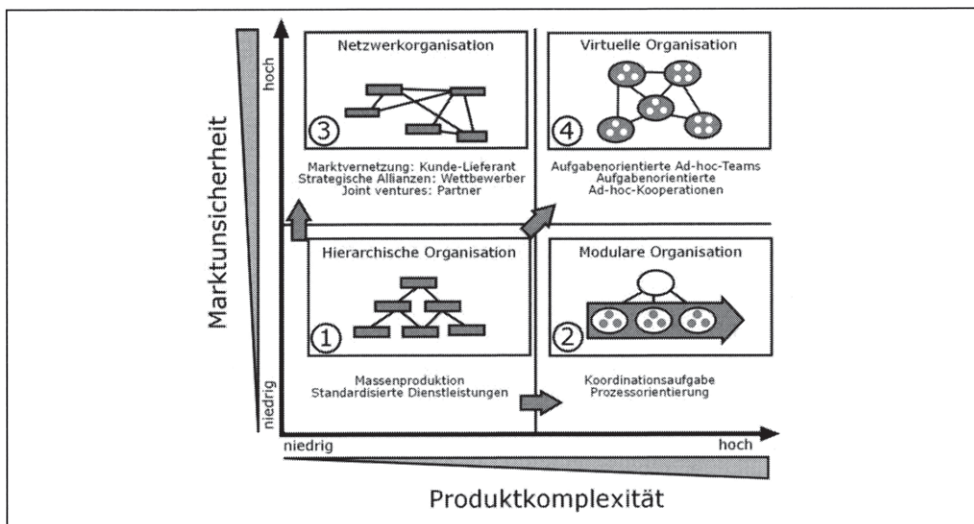 Netzwerkorganisation
3
Marktvernetzung: Kunde-Lieferant
Strategische Allianzen: Wettbewerber
Joint ventures: Partner
Virtuelle Organisation
4
Aufgabenorientierte Ad-hoc-Teams
Aufgabenorientierte
Ad-hoc-Kooperationen
Hierarchische Organisation
1
Massenproduktion
Standardisierte Dienstleistungen
Modulare Organisation
2
Koordinationsaufgabe
Prozessorientierung
Marktunsicherheit
hoch
niedrig
niedrig
hoch
Produktkomplexität